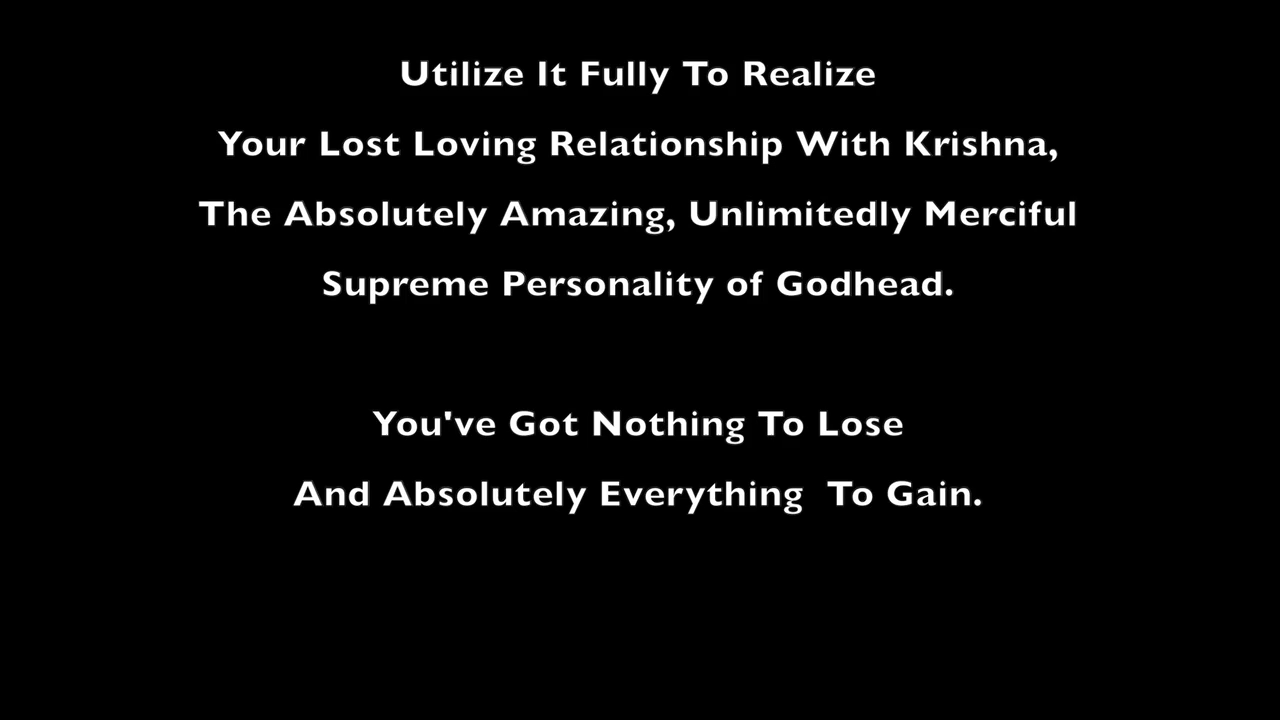 Utilize It Fully To Realize
Your Lost Loving Relationship With Krishna,
The Absolutely Amazing, Unlimitedly Merciful
Supreme Personality of Godhead.
You've Got Nothing To Lose
And Absolutely Everything  To Gain.